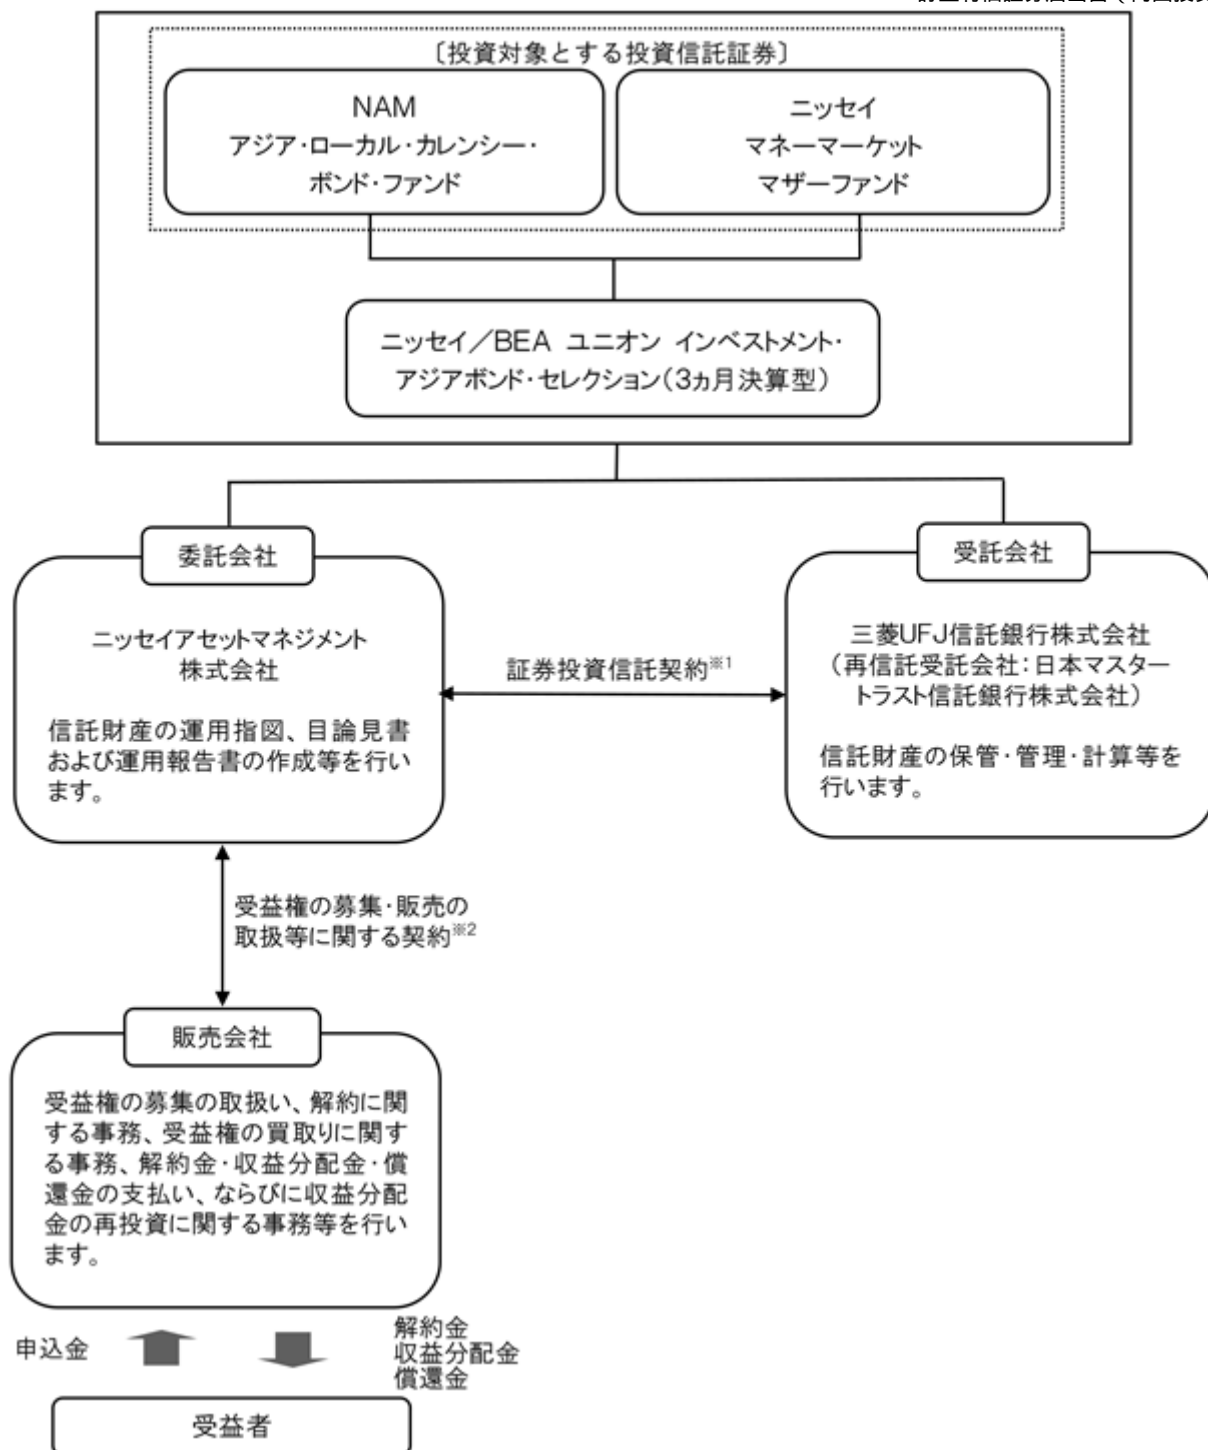 〔投資対象とする投資信託証券〕
NAM
アジア・ローカル・カレンシー・
ボンド・ファンド
ニッセイ
マネーマーケット
マザーファンド
ニッセイ／BEA ユニオン インベストメント・
アジアボンド・セレクション（3ヵ月決算型）
委託会社
ニッセイアセットマネジメント
株式会社
信託財産の運用指図、目論見書
および運用報告書の作成等を行い
ます。
証券投資信託契約※1
受託会社
三菱UFJ信託銀行株式会社
（再信託受託会社：日本マスター
トラスト信託銀行株式会社）
信託財産の保管・管理・計算等を
行います。
受益権の募集・販売の
取扱等に関する契約※2
販売会社
受益権の募集の取扱い、解約に関
する事務、受益権の買取りに関す
る事務、解約金・収益分配金・償
還金の支払い、ならびに収益分配
金の再投資に関する事務等を行い
ます。
申込金
解約金
収益分配金
償還金
受益者